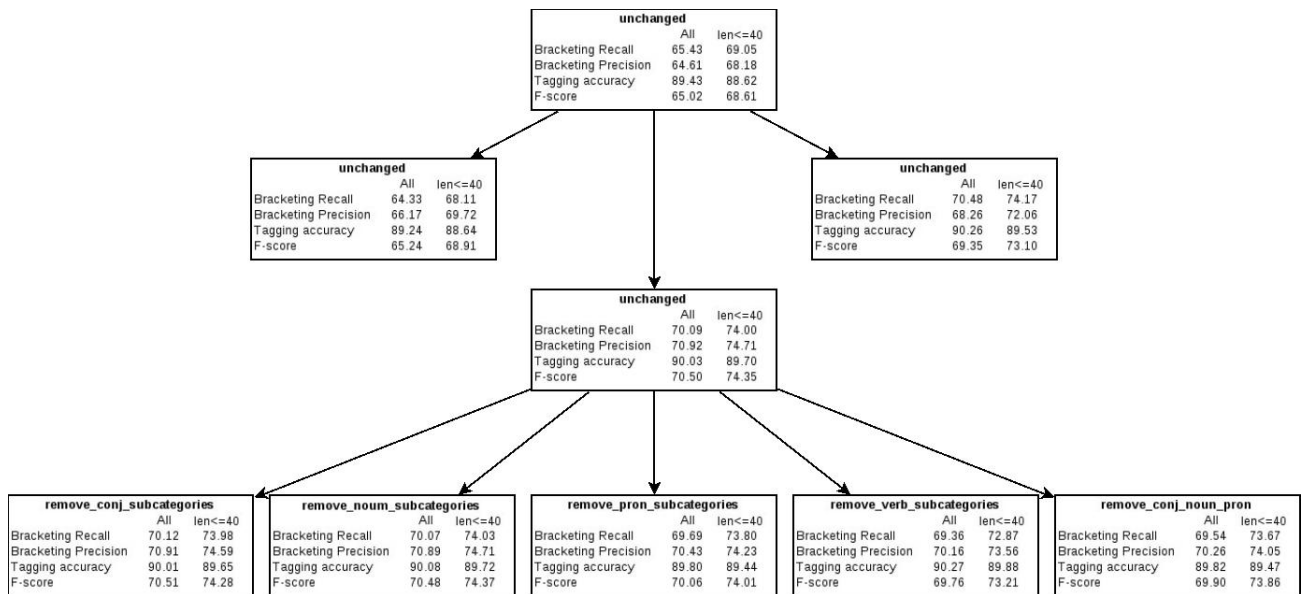 unchanged
All len<=40
Bracketing Recall 65.43 69.05
Bracketing Precision 64.61 68.18
Tagging accuracy 89.43 88.62
F-score 65.02 68.61
unchanged
All len<=40
Bracketing Recall 64.33 68.11
Bracketing Precision 66.17 69.72
Tagging accuracy 89.24 88.64
F-score 65.24 68.91
unchanged
All len<=40
Bracketing Recall 70.48 74.17
Bracketing Precision 68.26 72.06
Tagging accuracy 90.26 89.53
F-score 69.35 73.10
unchanged
All len<=40
Bracketing Recall 70.09 74.00
Bracketing Precision 70.92 74.71
Tagging accuracy 90.03 89.70
F-score 70.50 74.35
remove_conj_subcategories
All len<=40
Bracketing Recall 70.12 73.98
Bracketing Precision 70.91 74.59
Tagging accuracy 90.01 89.65
F-score 70.51 74.28
remove_noum_subcategories
All len<=40
Bracketing Recall 70.07 74.03
Bracketing Precision 70.89 74.71
Tagging accuracy 90.08 89.72
F-score 70.48 74.37
remove_pron_subcategories
All len<=40
Bracketing Recall 69.69 73.80
Bracketing Precision 70.43 74.23
Tagging accuracy 89.80 89.44
F-score 70.06 74.01
remove_verb_subcategories
All len<=40
Bracketing Recall 69.36 72.87
Bracketing Precision 70.16 73.56
Tagging accuracy 90.27 89.88
F-score 69.76 73.21
remove_conj_noun_pron
All len<=40
Bracketing Recall 69.54 73.67
Bracketing Precision 70.26 74.05
Tagging accuracy 89.82 89.47
F-score 69.90 73.86